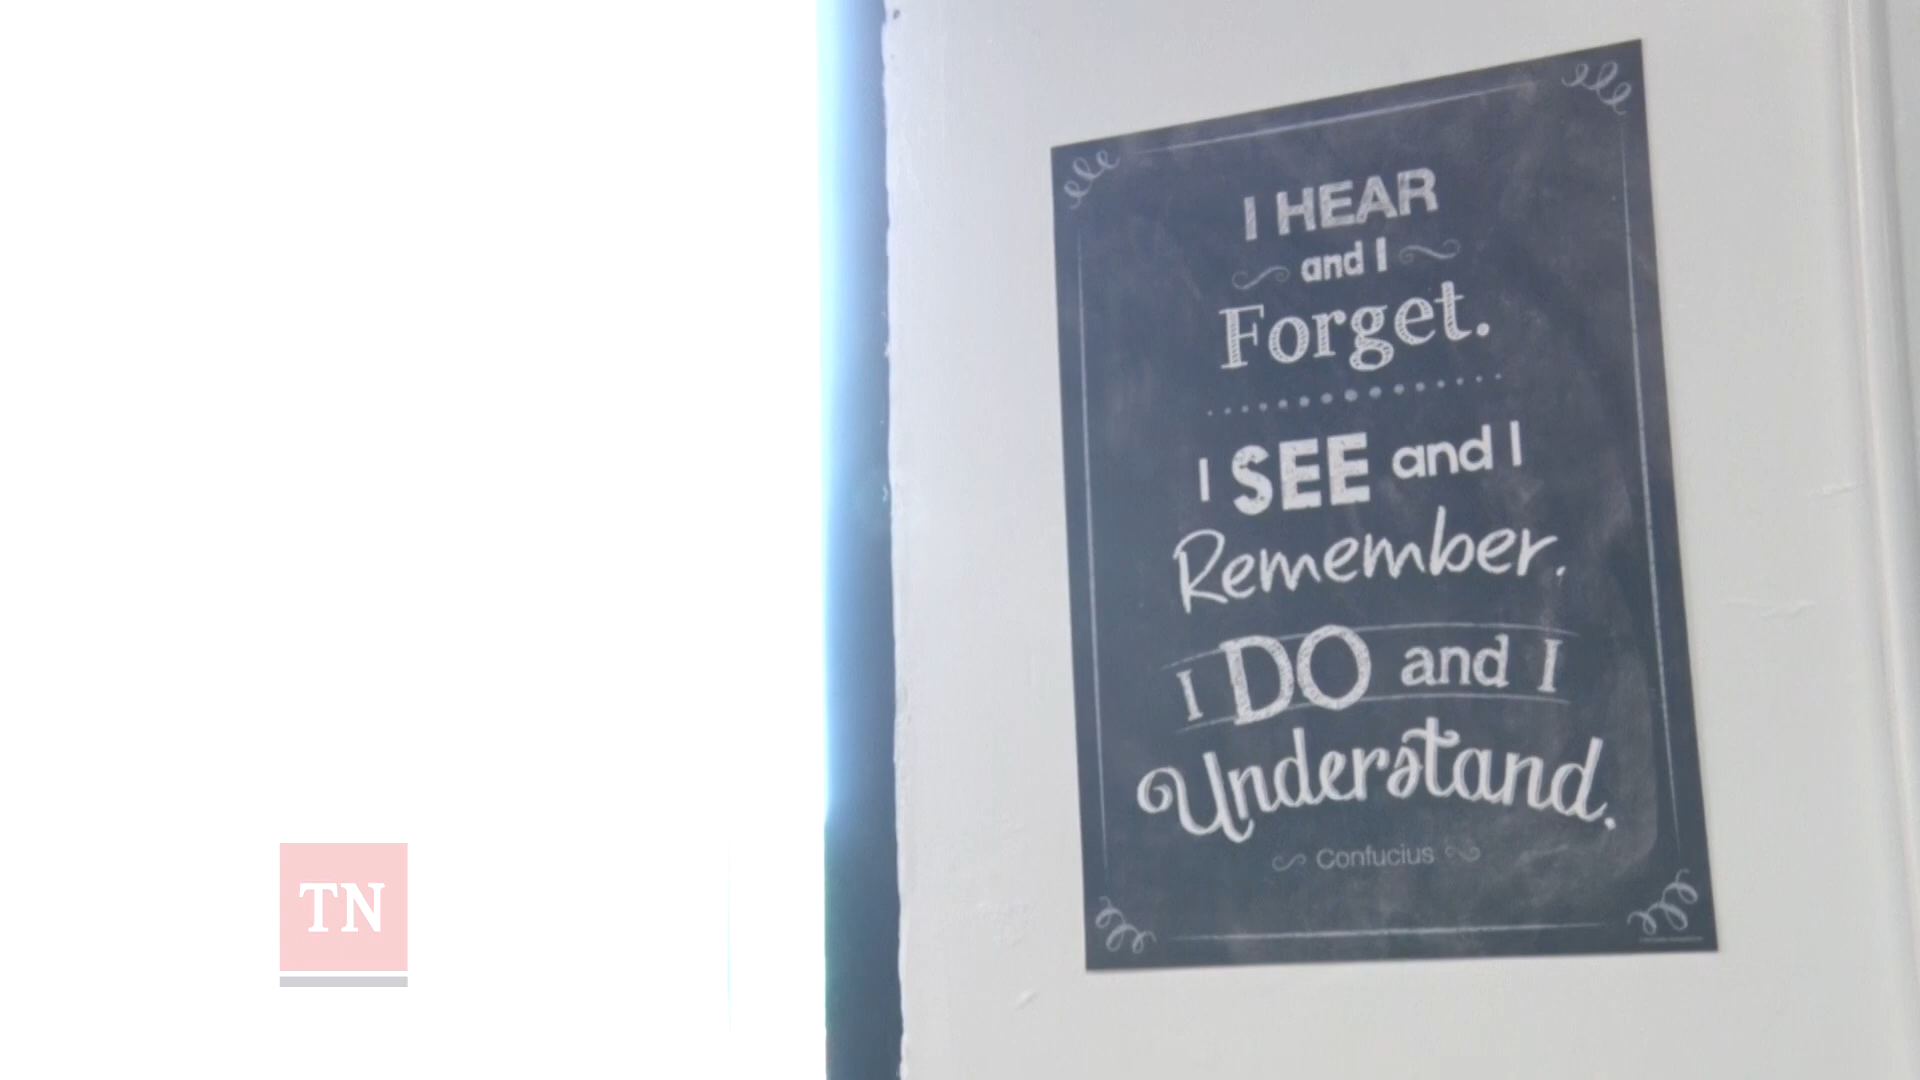 I HEAR
and I
Forget.
I SEE and I
Remember.
I DO and I
Understand.
Confucius
TN